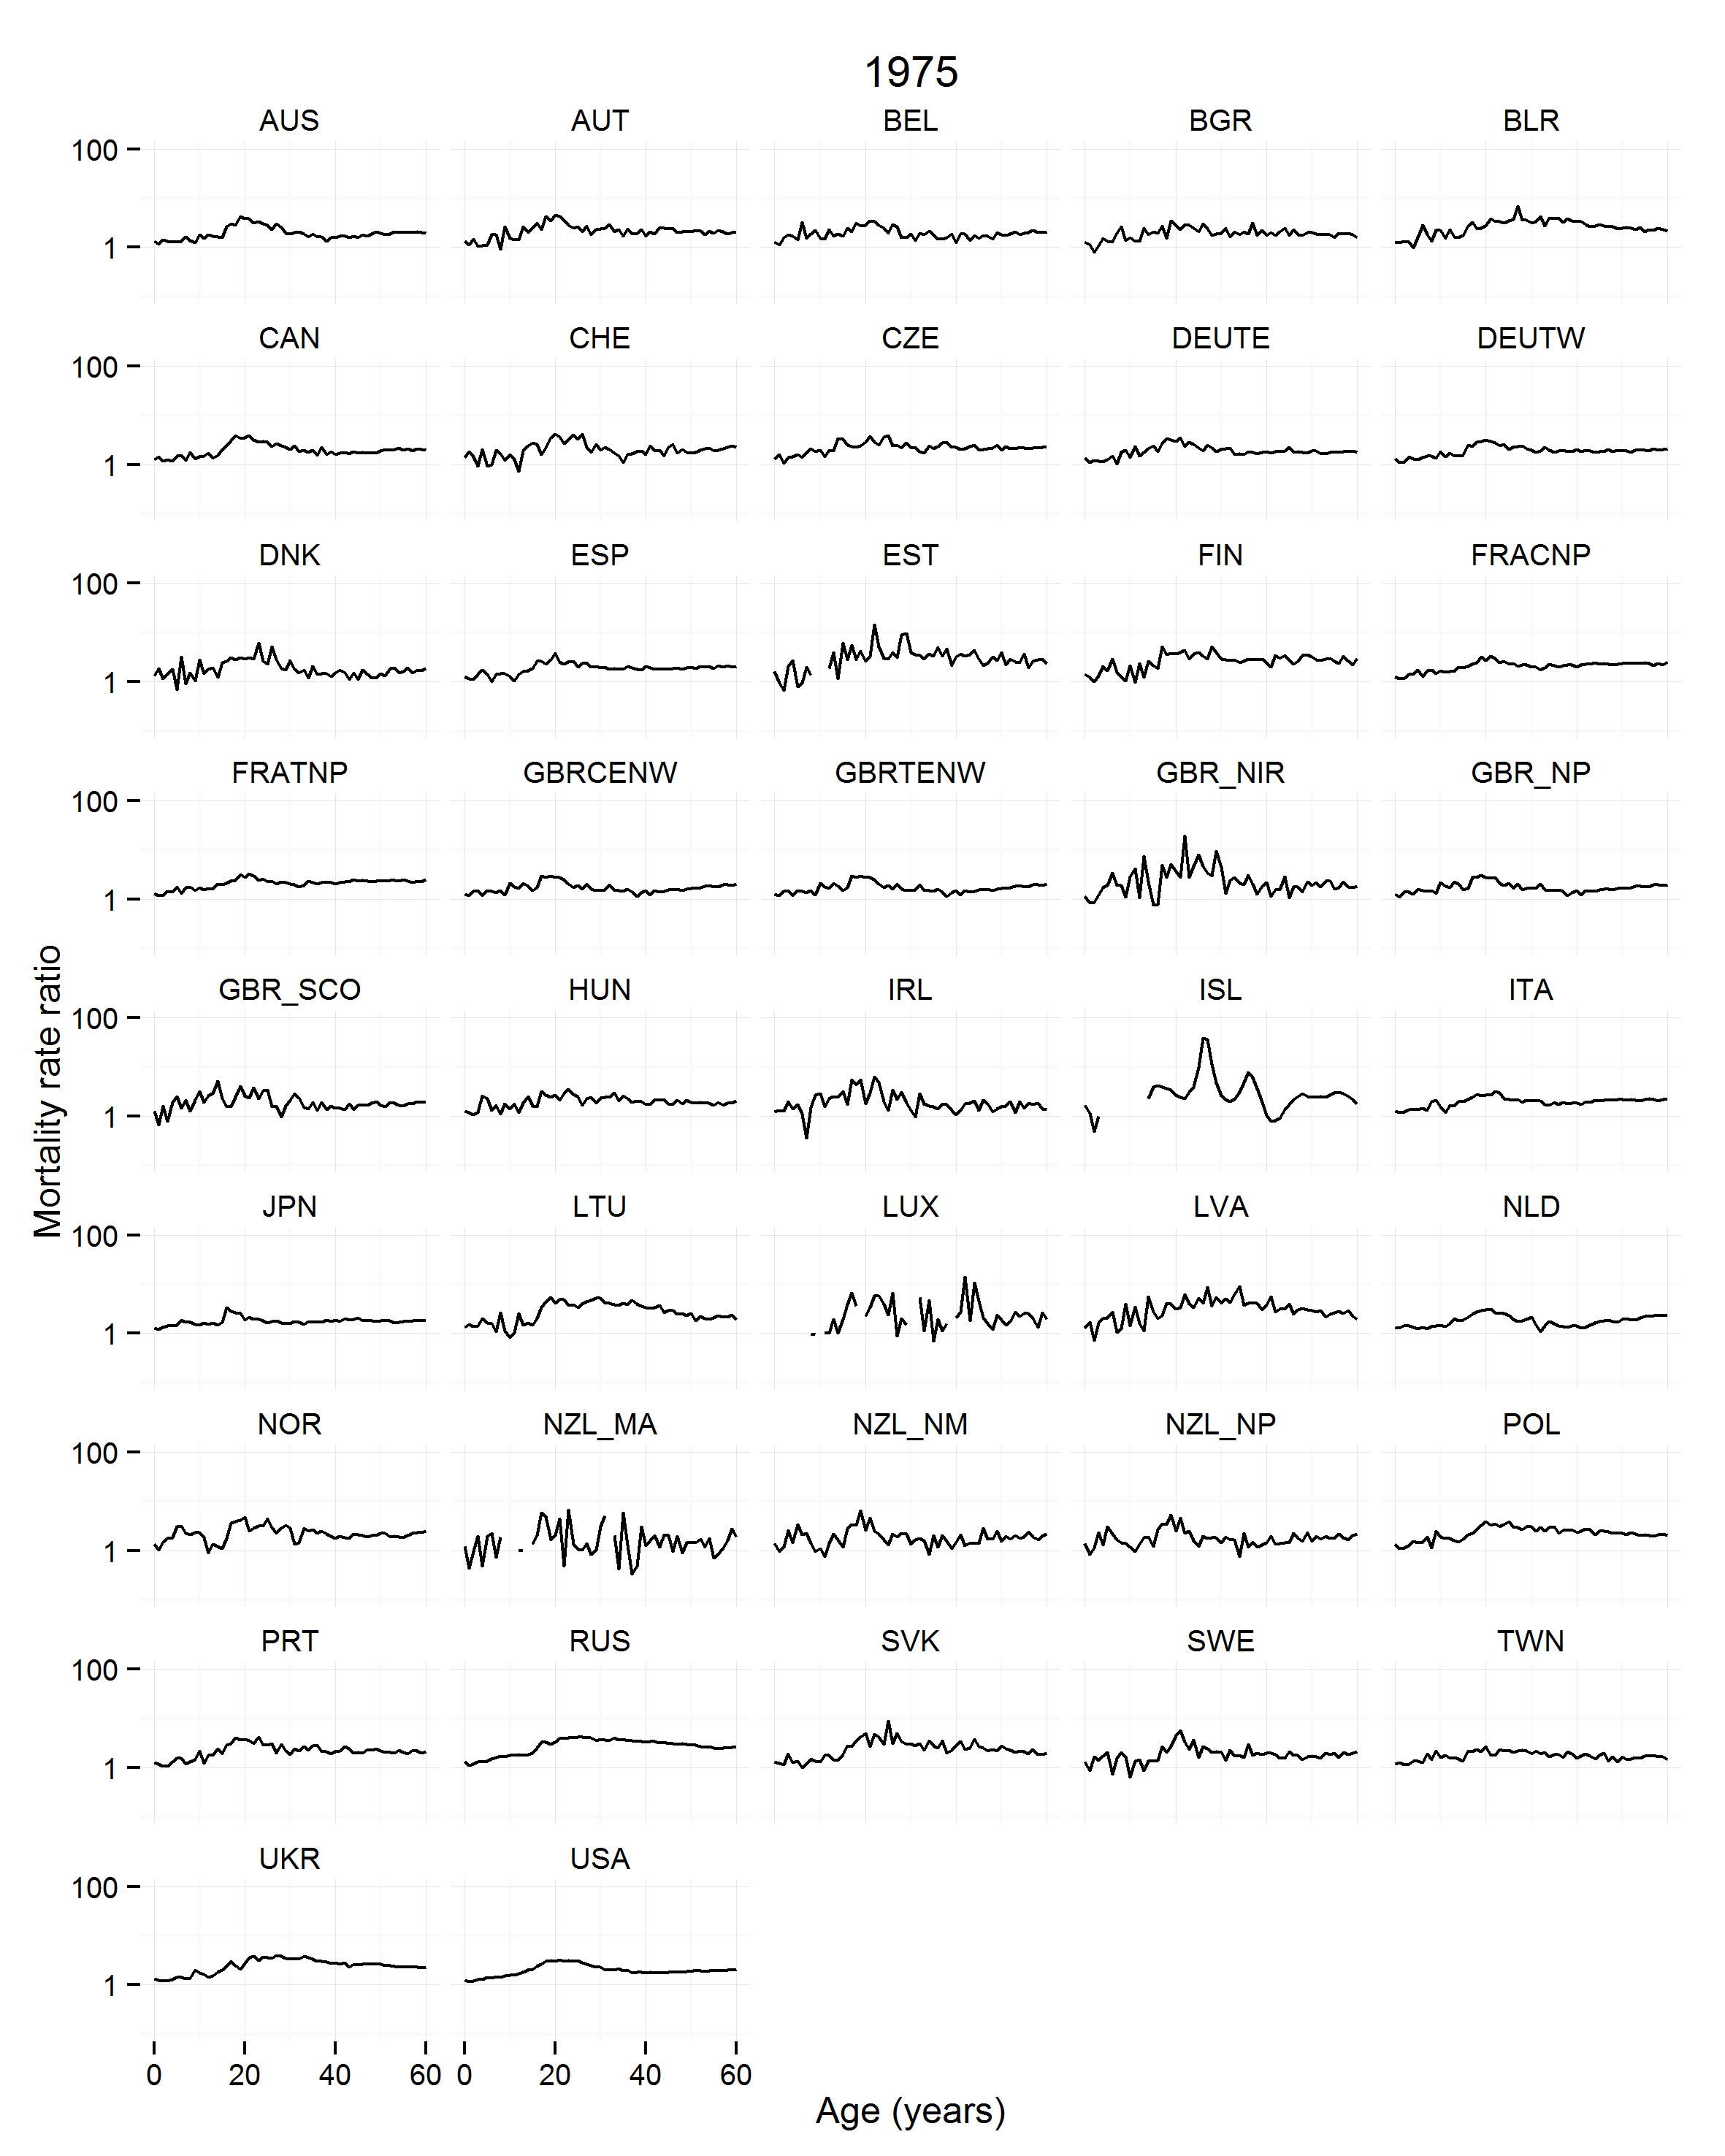 1975
AUS AUT BEL BGR BLR
100
1
CAN CHE CZE DEUTE DEUTW
100
1
DNK ESP EST FIN FRACNP
100
1
FRATNP GBRCENW GBRTENW GBR_NIR GBR_NP
100
1
Mortality rate ratio
GBR_SCO HUN IRL ISL ITA
100
1
JPN LTU LUX LVA NLD
100
1
NOR NZL_MA NZL_NM NZL_NP POL
100
1
PRT RUS SVK SWE TWN
100
1
UKR USA
100
1
0 20 40 60 0 20 40 60
Age (years)